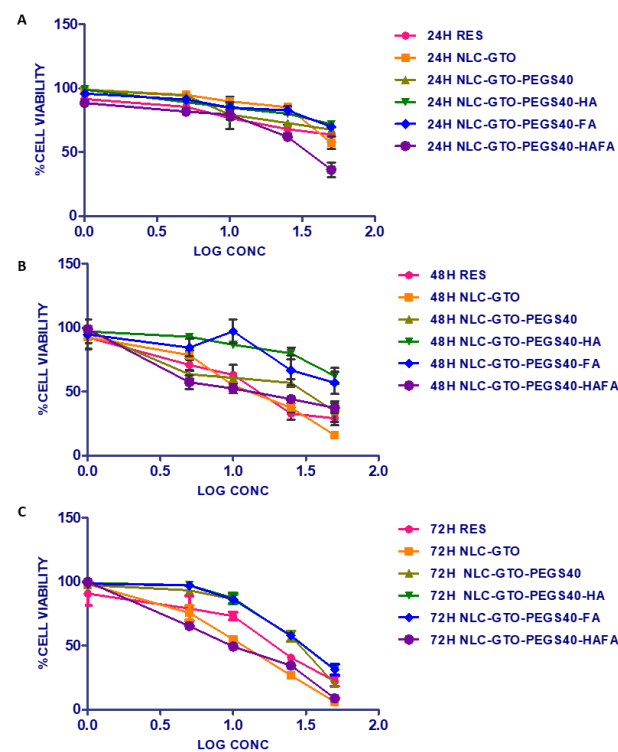 A
150
100
50
0
%CELL VIABILITY
0.0 0.5 1.0 1.5 2.0
LOG CONC
24H RES
24H NLC-GTO
24H NLC-GTO-PEGS40
24H NLC-GTO-PEGS40-HA
24H NLC-GTO-PEGS40-FA
24H NLC-GTO-PEGS40-HAFA
B
150
100
50
0
%CELL VIABILITY
0.0 0.5 1.0 1.5 2.0
LOG CONC
48H RES
48H NLC-GTO
48H NLC-GTO-PEGS40
48H NLC-GTO-PEGS40-HA
48H NLC-GTO-PEGS40-FA
48H NLC-GTO-PEGS40-HAFA
C
150
100
50
0
%CELL VIABILITY
0.0 0.5 1.0 1.5 2.0
LOG CONC
72H RES
72H NLC-GTO
72H NLC-GTO-PEGS40
72H NLC-GTO-PEGS40-HA
72H NLC-GTO-PEGS40-FA
72H NLC-GTO-PEGS40-HAFA